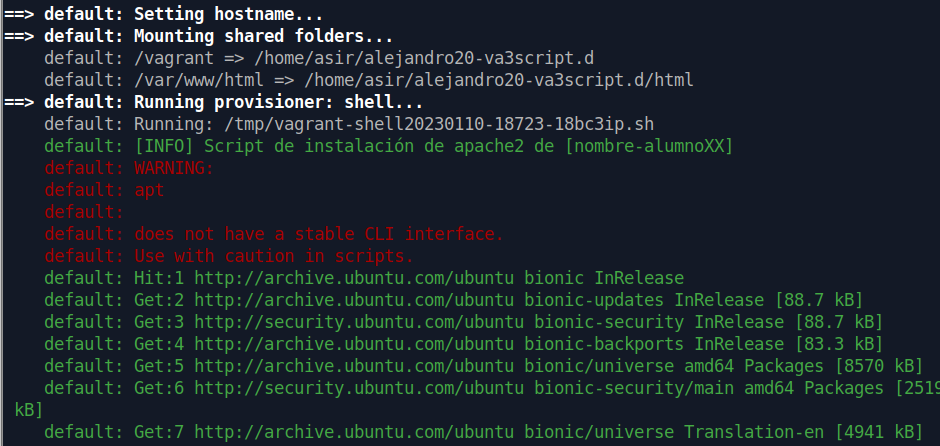 ==> default: Setting hostname...
==> default: Mounting shared folders...
default: /vagrant => /home/asir/alejandro20-va3script.d
default: /var/www/html => /home/asir/alejandro20-va3script.d/html
==> default: Running provisioner: shell...
default: Running: /tmp/vagrant-shell20230110-18723-18bc3ip.sh
default: [INFO] Script de instalación de apache2 de [nombre-alumnoXX]
default: WARNING:
default: apt
default:
default: does not have a stable CLI interface.
default: Use with caution in scripts.
default: Hit:1 http://archive.ubuntu.com/ubuntu bionic InRelease
default: Get:2 http://archive.ubuntu.com/ubuntu bionic-updates InRelease [88.7 kB]
default: Get:3 http://security.ubuntu.com/ubuntu bionic-security InRelease [88.7 kB]
default: Get:4 http://archive.ubuntu.com/ubuntu bionic-backports InRelease [83.3 kB]
default: Get:5 http://archive.ubuntu.com/ubuntu bionic/universe amd64 Packages [8570 kB]
default: Get:6 http://security.ubuntu.com/ubuntu bionic-security/main amd64 Packages [2519
kB]
default: Get:7 http://archive.ubuntu.com/ubuntu bionic/universe Translation-en [4941 kB]